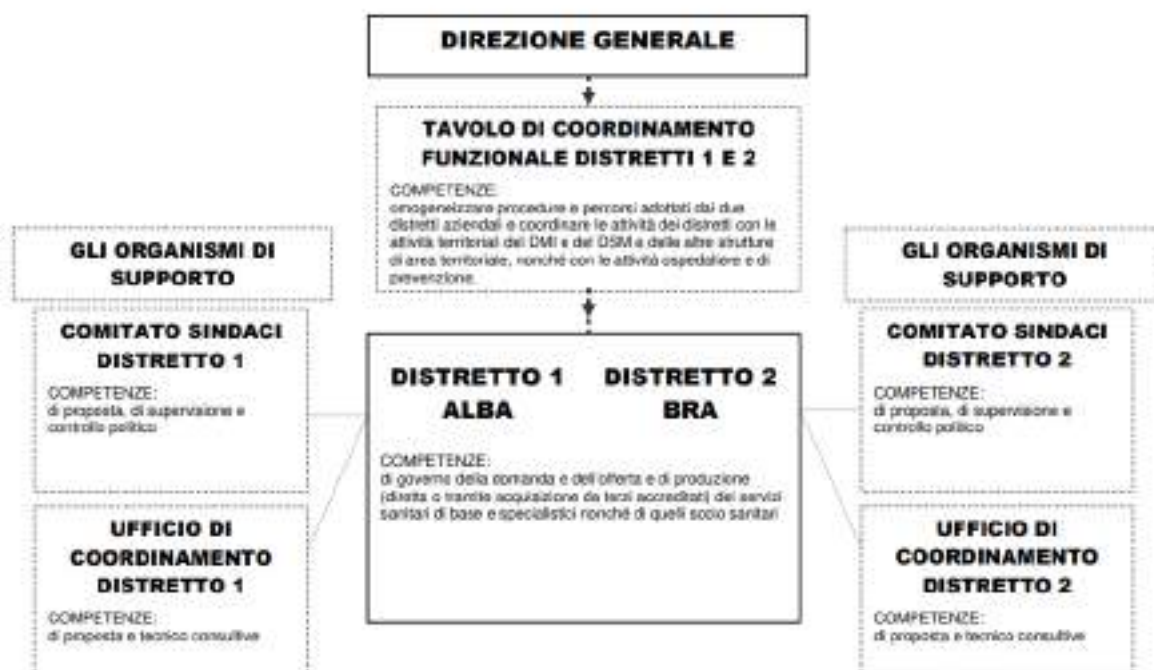 DIREZIONE GENERALE
TAVOLO DI COORDINAMENTO
FUNZIONALE DISTRETTI 1 E 2
COMPETENZE:
omogeneizzare procedure e percorsi adottati dai due
distretti aziendali e coordinare le attività dei distretti con le
attività territoriali del DMI e del DSM e delle altre strutture
di area territoriale, nonché con le attività ospedaliere e di
prevenzione.
GLI ORGANISMI DI
SUPPORTO
COMITATO SINDACI
DISTRETTO 1
COMPETENZE:
di proposta, di supervisione e
controllo politico
UFFICIO DI
COORDINAMENTO
DISTRETTO 1
COMPETENZE:
di proposta e tecnico consultive
DISTRETTO 1
ALBA
DISTRETTO 2
BRA
COMPETENZE:
di governo della domanda e dell'offerta e di produzione
(diretta o tramite acquisizione da terzi accreditati) dei servizi
sanitari di base e specialistici nonché di quelli socio sanitari
GLI ORGANISMI DI
SUPPORTO
COMITATO SINDACI
DISTRETTO 2
COMPETENZE:
di proposta, di supervisione e
controllo politico
UFFICIO DI
COORDINAMENTO
DISTRETTO 2
COMPETENZE:
di proposta e tecnico consultive